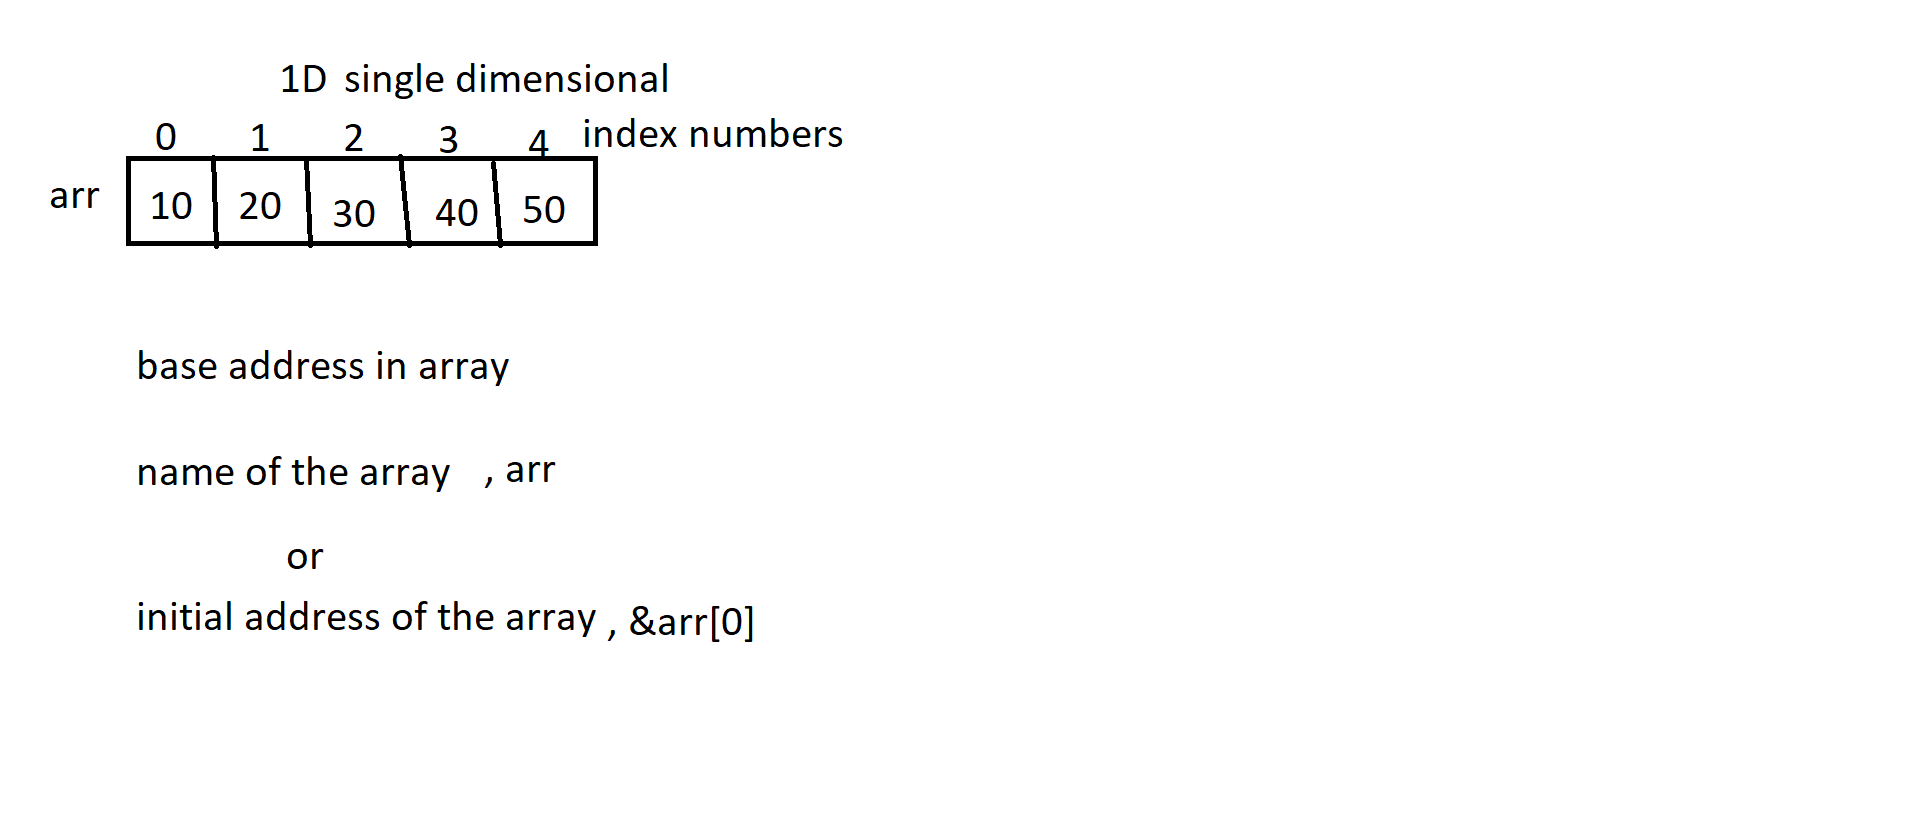 1D single dimensional
0 1 2 3 4 index numbers
arr 10 20 30 40 50
base address in array
name of the array , arr
or
initial address of the array , &arr[0]